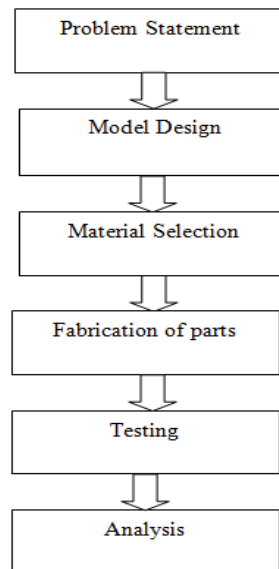 Problem Statement
Model Design
Material Selection
Fabrication of parts
Testing
Analysis